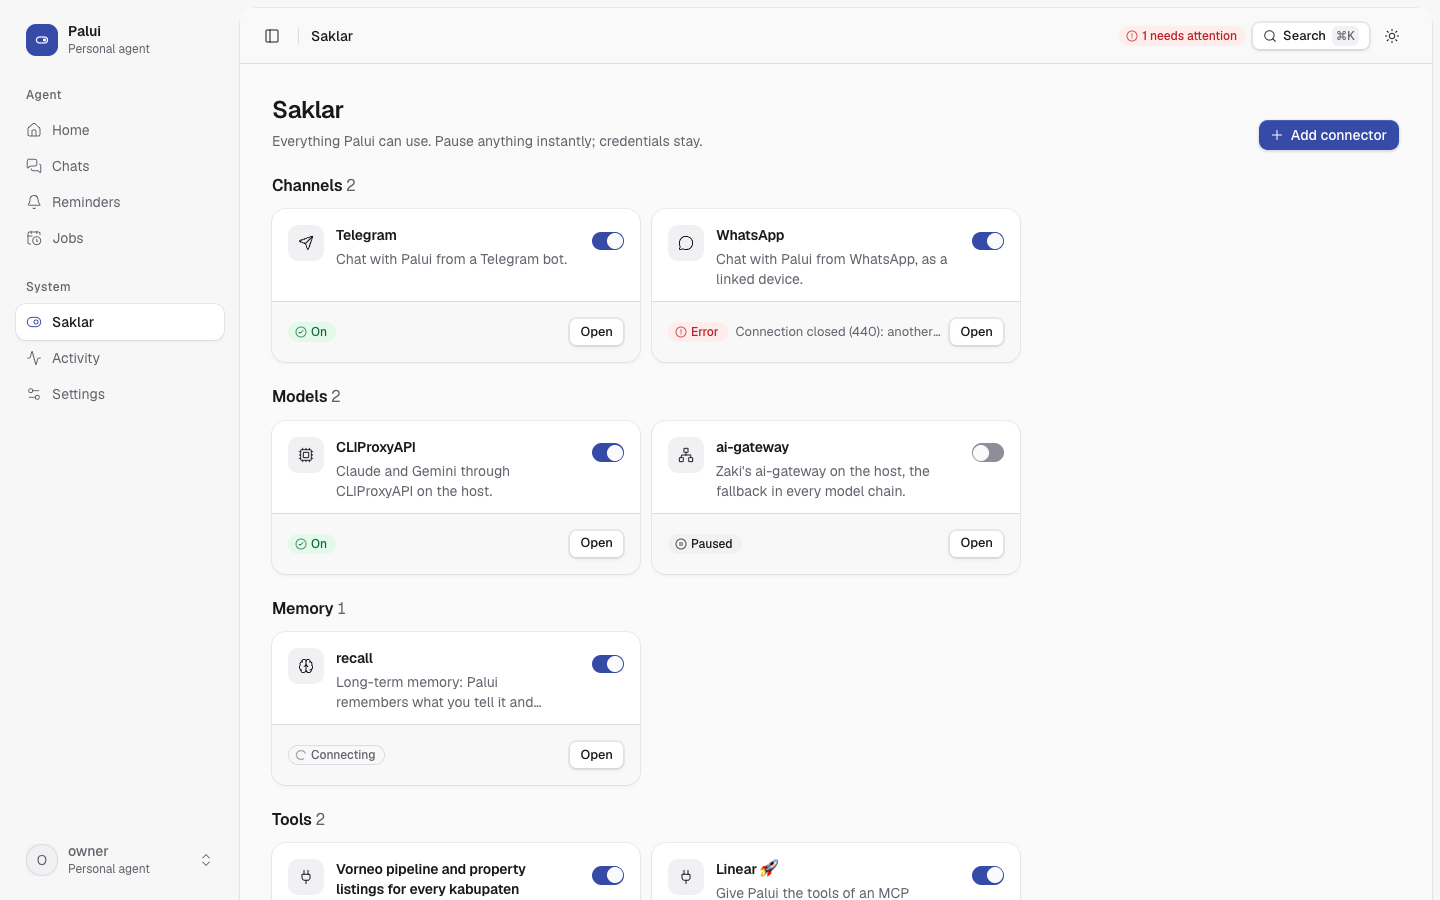 Palui
Personal agent
Agent
Home
Chats
Reminders
Jobs
System
Saklar
Activity
Settings
owner
Personal agent
O
Saklar
1 needs attention
Search ⌘K
Saklar
Everything Palui can use. Pause anything instantly; credentials stay.
Add connector
Channels 2
Telegram
Chat with Palui from a Telegram bot.
On
Open
WhatsApp
Chat with Palui from WhatsApp, as a
linked device.
Error
Connection closed (440): another...
Open
Models 2
CLIProxyAPI
Claude and Gemini through
CLIProxyAPI on the host.
On
Open
ai-gateway
Zaki's ai-gateway on the host, the
fallback in every model chain.
Paused
Open
Memory 1
recall
Long-term memory: Palui
remembers what you tell it and...
Connecting
Open
Tools 2
Vorneo pipeline and property
listings for every kabupaten
Linear 🚀
Give Palui the tools of an MCP